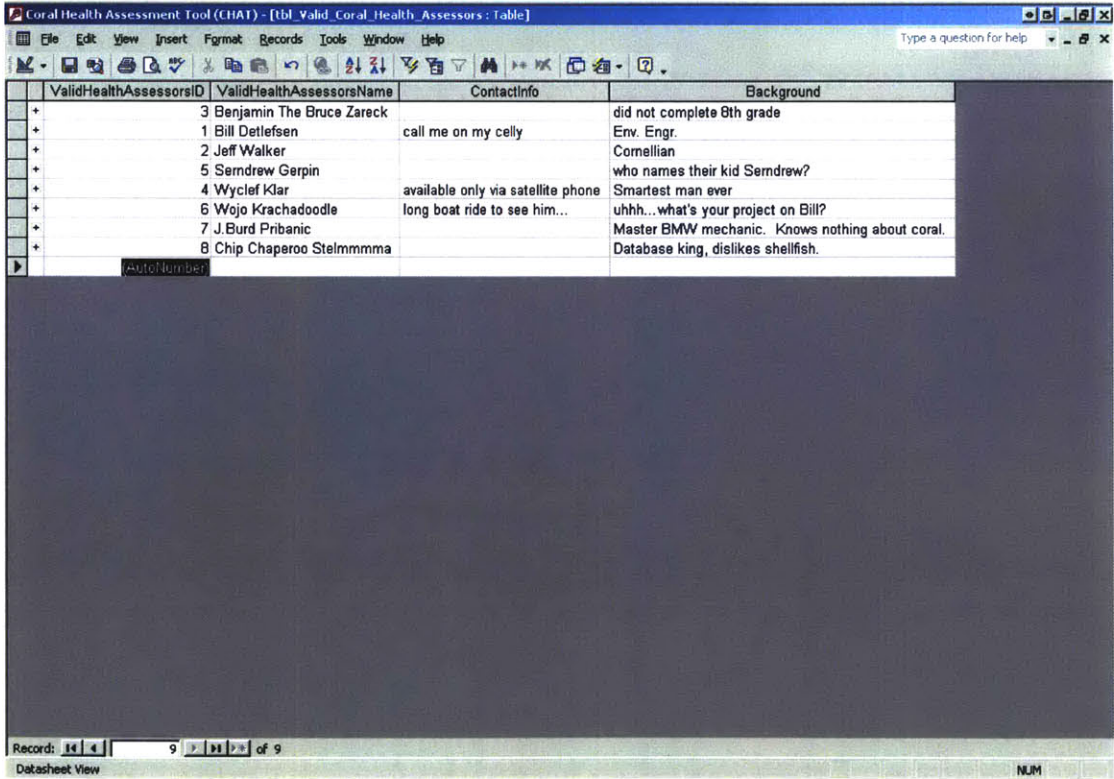 Coral Health Assessment Tool (CHAT) - [tbl_Valid_Coral_Health_Assessors : Table]
File Edit View Insert Format Records Tools Window Help Type a question for help
ValidHealthAssessorsID ValidHealthAssessorsName ContactInfo Background
+ 3 Benjamin The Bruce Zareck did not complete 8th grade
+ 1 Bill Detlefsen call me on my celly Env. Engr.
+ 2 Jeff Walker Cornellian
+ 5 Serndrew Gerpin who names their kid Serndrew?
+ 4 Wyclef Klar available only via satellite phone Smartest man ever
+ 6 Wojo Krachadoodle long boat ride to see him... uhhh...what's your project on Bill?
+ 7 J.Burd Pribanic Master BMW mechanic. Knows nothing about coral.
+ 8 Chip Chaperoo Stelmmmma Database king, dislikes shellfish.
(AutoNumber)
Record: 9 of 9
Datasheet View NUM